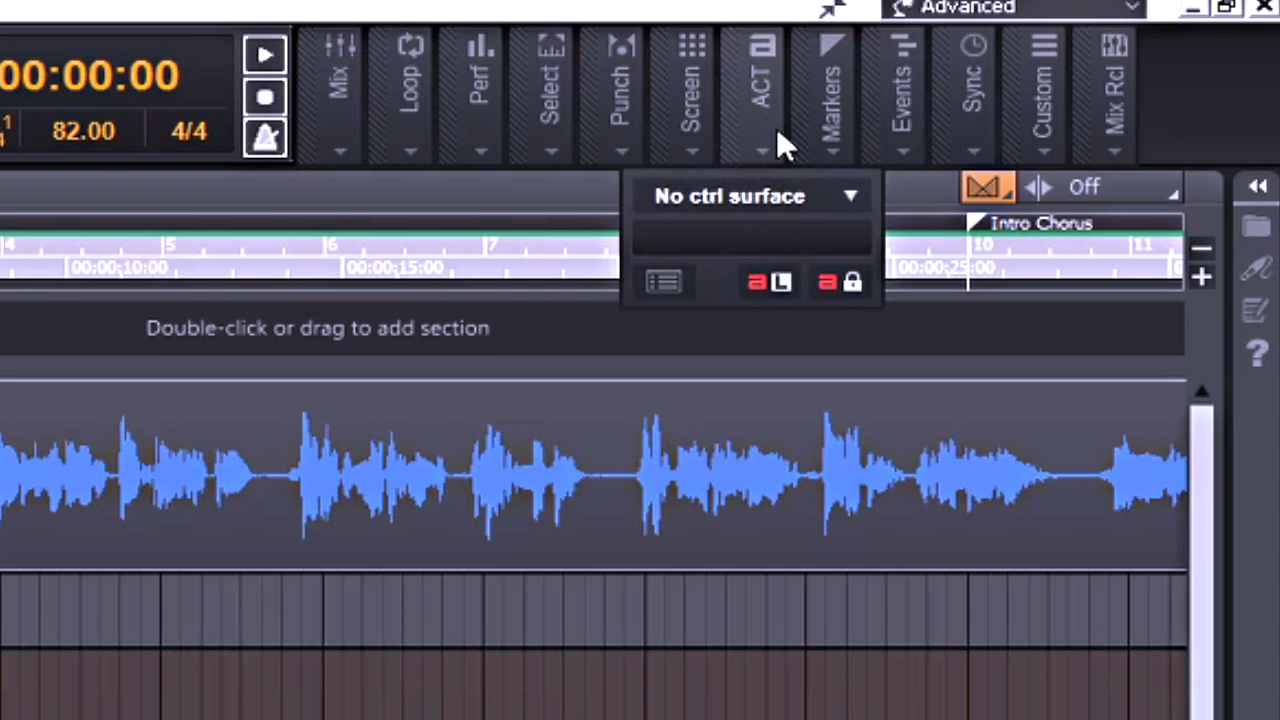 Advanced
00:00:00
82.00
4/4
Mix
Loop
Perf
Select
Punch
Screen
ACT
Markers
Events
Sync
Custom
Mix Rcl
No ctrl surface
Off
Intro Chorus
4 5 6 7 10 11
00:00:10:00 00:00:15:00 00:00:25:00
Double-click or drag to add section